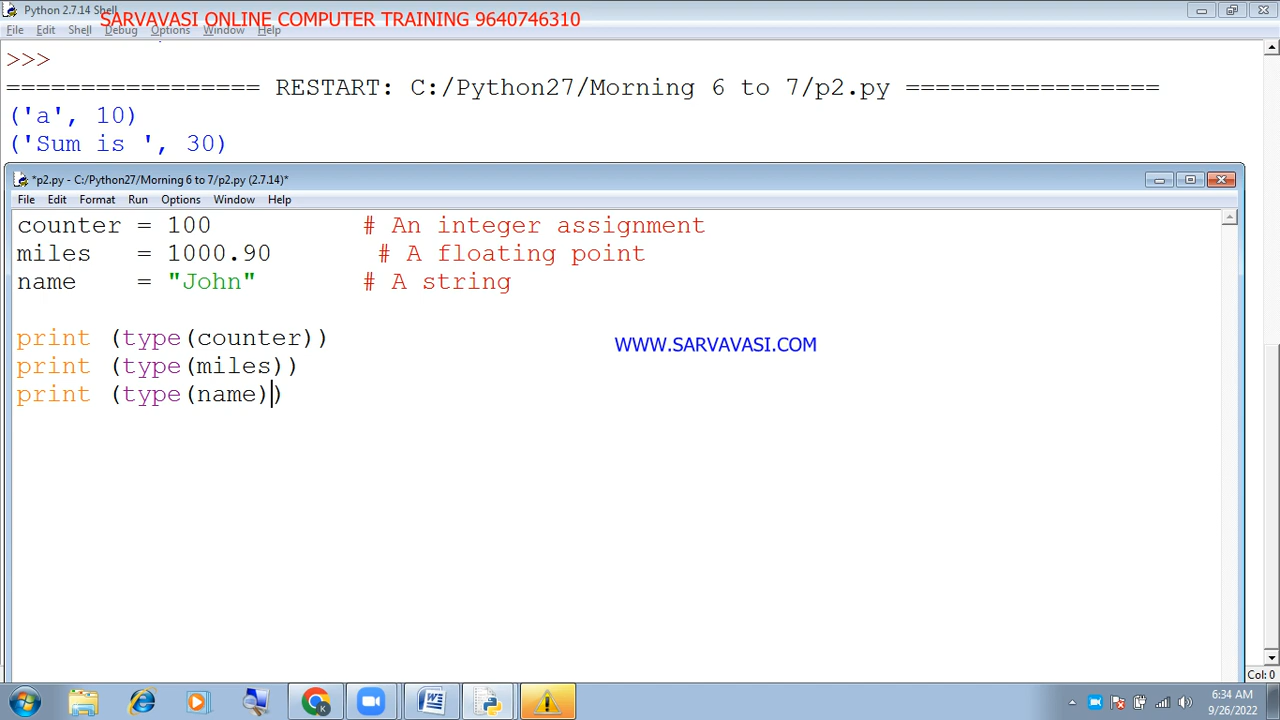 Python 2.7.14 Shell
SARVAVASI ONLINE COMPUTER TRAINING 9640746310
File Edit Shell Debug Options Window Help
>>>
================ RESTART: C:/Python27/Morning 6 to 7/p2.py =================
('a', 10)
('Sum is ', 30)
*p2.py - C:/Python27/Morning 6 to 7/p2.py (2.7.14)*
File Edit Format Run Options Window Help
counter = 100 # An integer assignment
miles = 1000.90 # A floating point
name = "John" # A string
print (type(counter))
WWW.SARVAVASI.COM
print (type(miles))
print (type(name))
Col: 0
6:34 AM
9/26/2022